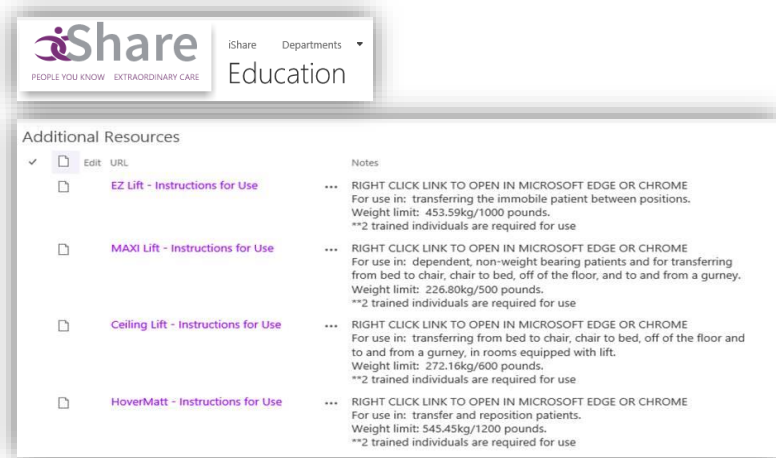 iShare
PEOPLE YOU KNOW EXTRAORDINARY CARE
iShare Departments
Education
Additional Resources
Edit URL Notes
EZ Lift - Instructions for Use ... RIGHT CLICK LINK TO OPEN IN MICROSOFT EDGE OR CHROME
For use in: transferring the immobile patient between positions.
Weight limit: 453.59kg/1000 pounds.
**2 trained individuals are required for use
MAXI Lift - Instructions for Use ... RIGHT CLICK LINK TO OPEN IN MICROSOFT EDGE OR CHROME
For use in: dependent, non-weight bearing patients and for transferring
from bed to chair, chair to bed, off of the floor, and to and from a gurney.
Weight limit: 226.80kg/500 pounds.
**2 trained individuals are required for use
Ceiling Lift - Instructions for Use ... RIGHT CLICK LINK TO OPEN IN MICROSOFT EDGE OR CHROME
For use in: transferring from bed to chair, chair to bed, off of the floor and
to and from a gurney, in rooms equipped with lift.
Weight limit: 272.16kg/600 pounds.
**2 trained individuals are required for use
HoverMatt - Instructions for Use ... RIGHT CLICK LINK TO OPEN IN MICROSOFT EDGE OR CHROME
For use in: transfer and reposition patients.
Weight limit: 545.45kg/1200 pounds.
**2 trained individuals are required for use